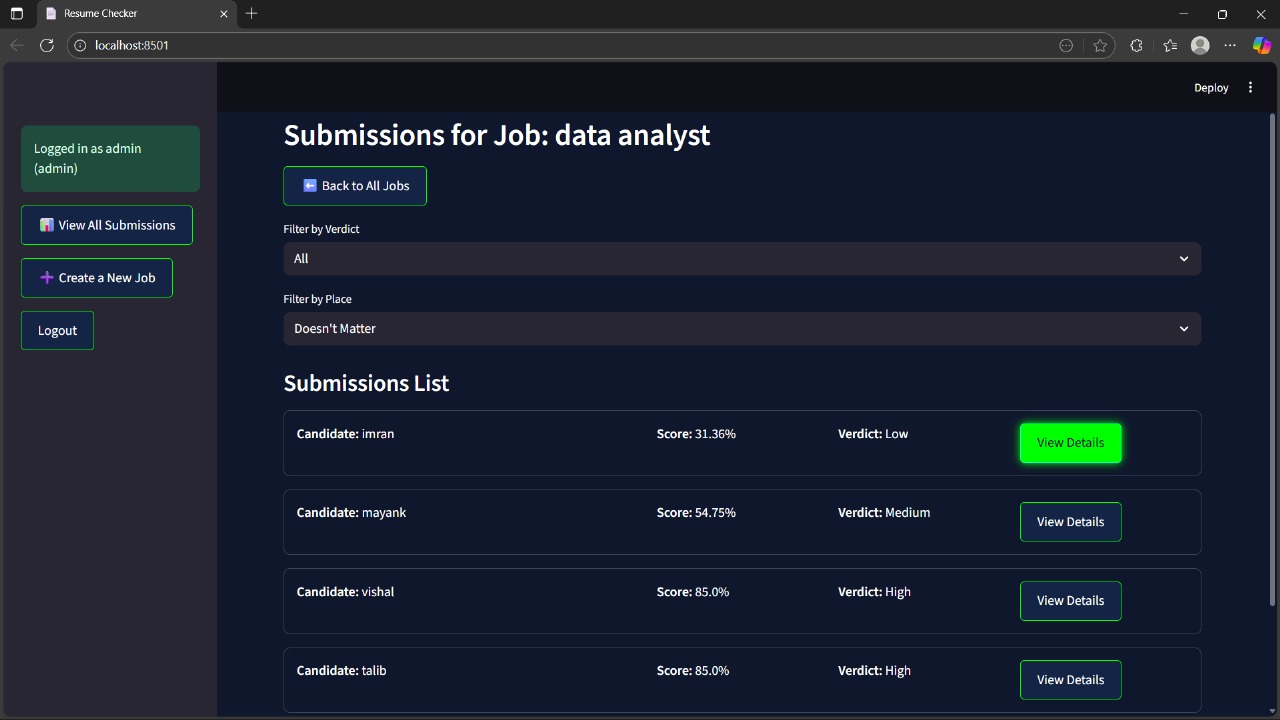 Resume Checker
localhost:8501
Deploy
Logged in as admin
(admin)
View All Submissions
Create a New Job
Logout
Submissions for Job: data analyst
Back to All Jobs
Filter by Verdict
All
Filter by Place
Doesn't Matter
Submissions List
Candidate: imran Score: 31.36% Verdict: Low View Details
Candidate: mayank Score: 54.75% Verdict: Medium View Details
Candidate: vishal Score: 85.0% Verdict: High View Details
Candidate: talib Score: 85.0% Verdict: High View Details